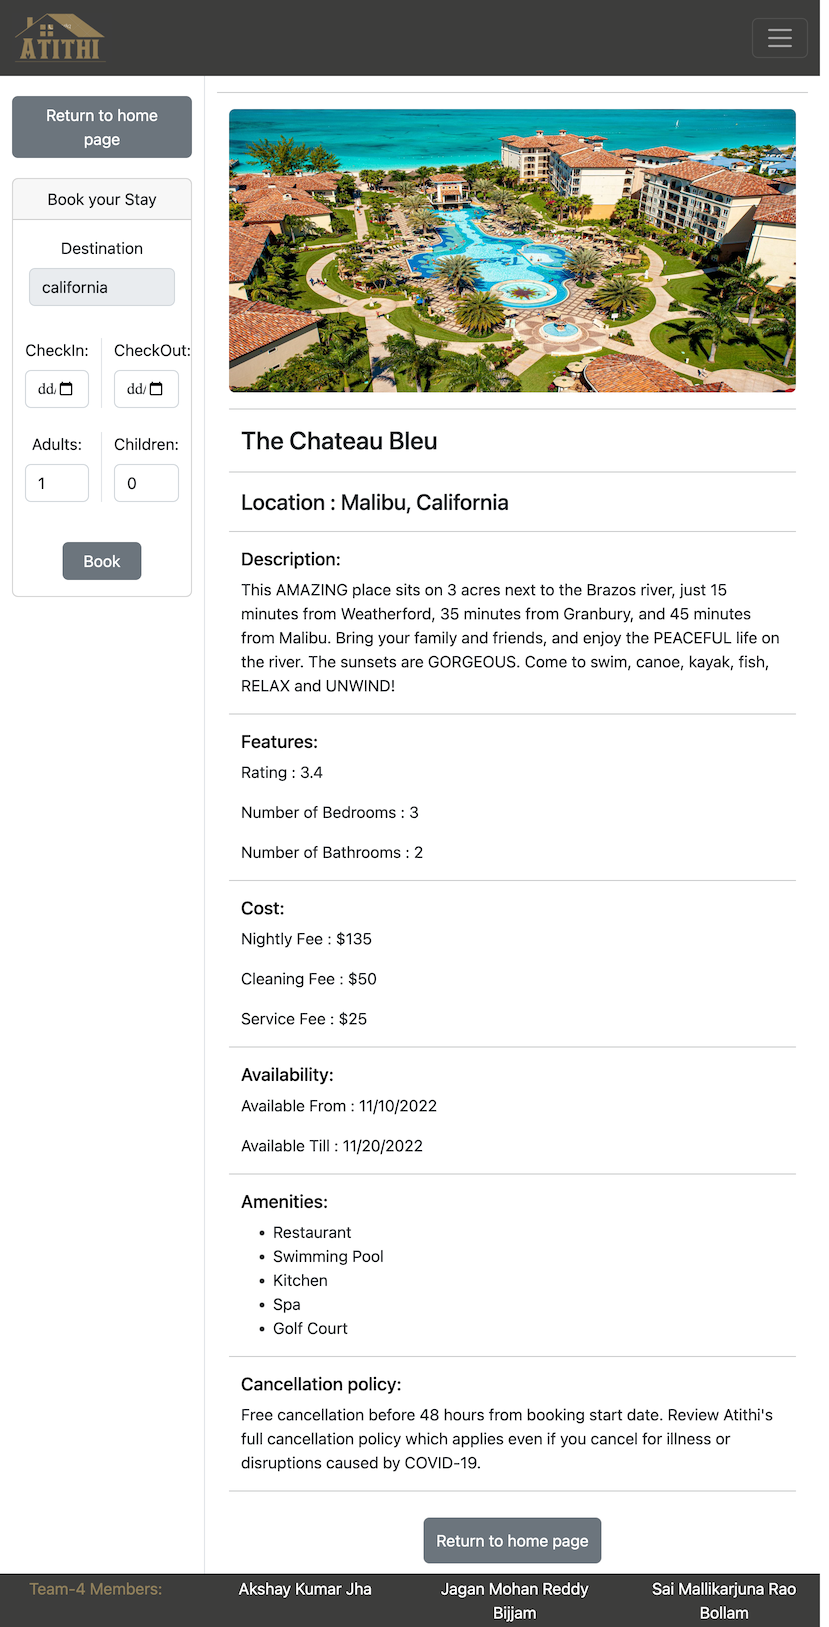 ATITHI
Return to home
page
Book your Stay
Destination
california
CheckIn:
CheckOut:
dd/
dd/
Adults:
Children:
1
0
Book
The Chateau Bleu
Location : Malibu, California
Description:
This AMAZING place sits on 3 acres next to the Brazos river, just 15
minutes from Weatherford, 35 minutes from Granbury, and 45 minutes
from Malibu. Bring your family and friends, and enjoy the PEACEFUL life on
the river. The sunsets are GORGEOUS. Come to swim, canoe, kayak, fish,
RELAX and UNWIND!
Features:
Rating : 3.4
Number of Bedrooms : 3
Number of Bathrooms : 2
Cost:
Nightly Fee : $135
Cleaning Fee : $50
Service Fee : $25
Availability:
Available From : 11/10/2022
Available Till : 11/20/2022
Amenities:
• Restaurant
• Swimming Pool
• Kitchen
• Spa
• Golf Court
Cancellation policy:
Free cancellation before 48 hours from booking start date. Review Atithi's
full cancellation policy which applies even if you cancel for illness or
disruptions caused by COVID-19.
Return to home page
Team-4 Members:
Akshay Kumar Jha
Jagan Mohan Reddy
Bijjam
Sai Mallikarjuna Rao
Bollam